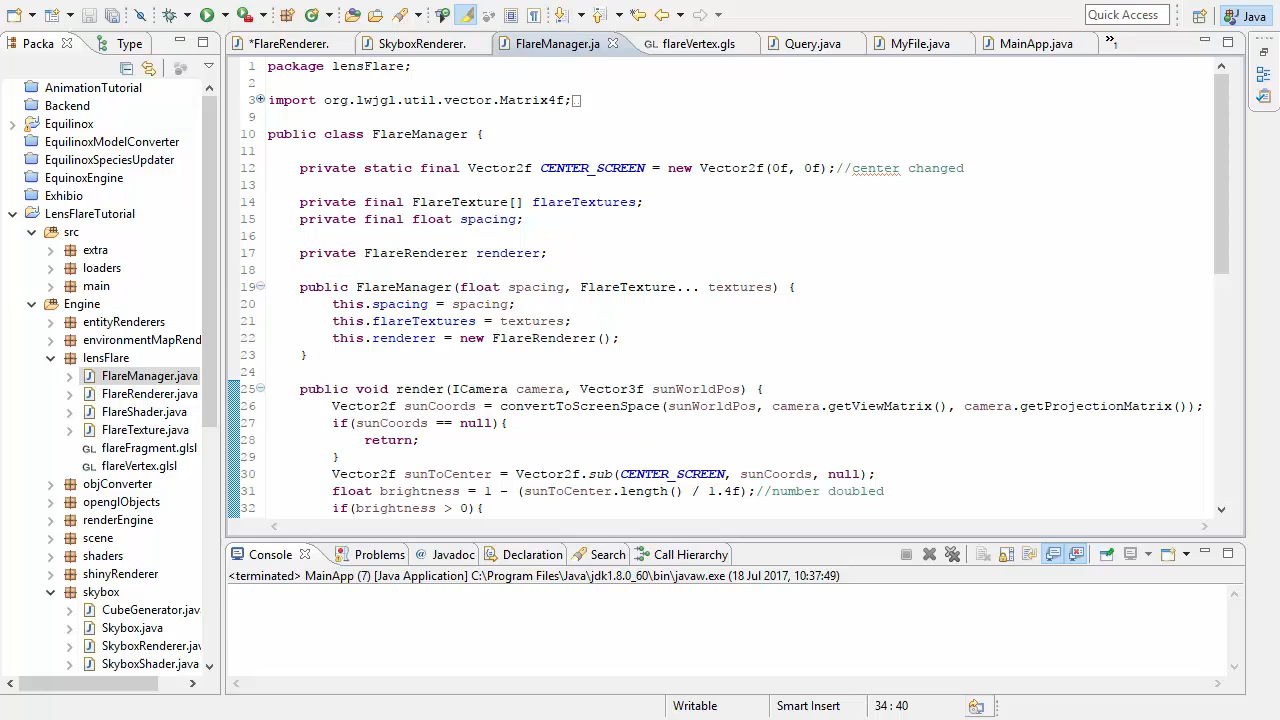 Quick Access
Java
Packa
Type
*FlareRenderer.
SkyboxRenderer.
FlareManager.ja
flareVertex.gls
Query.java
MyFile.java
MainApp.java
»1
AnimationTutorial
Backend
Equilinox
EquilinoxModelConverter
EquilinoxSpeciesUpdater
EquinoxEngine
Exhibio
LensFlareTutorial
src
extra
loaders
main
Engine
entityRenderers
environmentMapRend
lensFlare
FlareManager.java
FlareRenderer.java
FlareShader.java
FlareTexture.java
flareFragment.glsl
flareVertex.glsl
objConverter
openglObjects
renderEngine
scene
shaders
shinyRenderer
skybox
CubeGenerator.java
Skybox.java
SkyboxRenderer.java
SkyboxShader.java
1 package lensFlare;
2
3 import org.lwjgl.util.vector.Matrix4f;
9
10 public class FlareManager {
11
12 private static final Vector2f CENTER_SCREEN = new Vector2f(0f, 0f);//center changed
13
14 private final FlareTexture[] flareTextures;
15 private final float spacing;
16
17 private FlareRenderer renderer;
18
19 public FlareManager(float spacing, FlareTexture... textures) {
20 this.spacing = spacing;
21 this.flareTextures = textures;
22 this.renderer = new FlareRenderer();
23 }
24
25 public void render(ICamera camera, Vector3f sunWorldPos) {
26 Vector2f sunCoords = convertToScreenSpace(sunWorldPos, camera.getViewMatrix(), camera.getProjectionMatrix());
27 if(sunCoords == null){
28 return;
29 }
30 Vector2f sunToCenter = Vector2f.sub(CENTER_SCREEN, sunCoords, null);
31 float brightness = 1 - (sunToCenter.length() / 1.4f);//number doubled
32 if(brightness > 0){
Console
Problems
Javadoc
Declaration
Search
Call Hierarchy
<terminated> MainApp (7) [Java Application] C:\Program Files\Java\jdk1.8.0_60\bin\javaw.exe (18 Jul 2017, 10:37:49)
Writable
Smart Insert
34 : 40